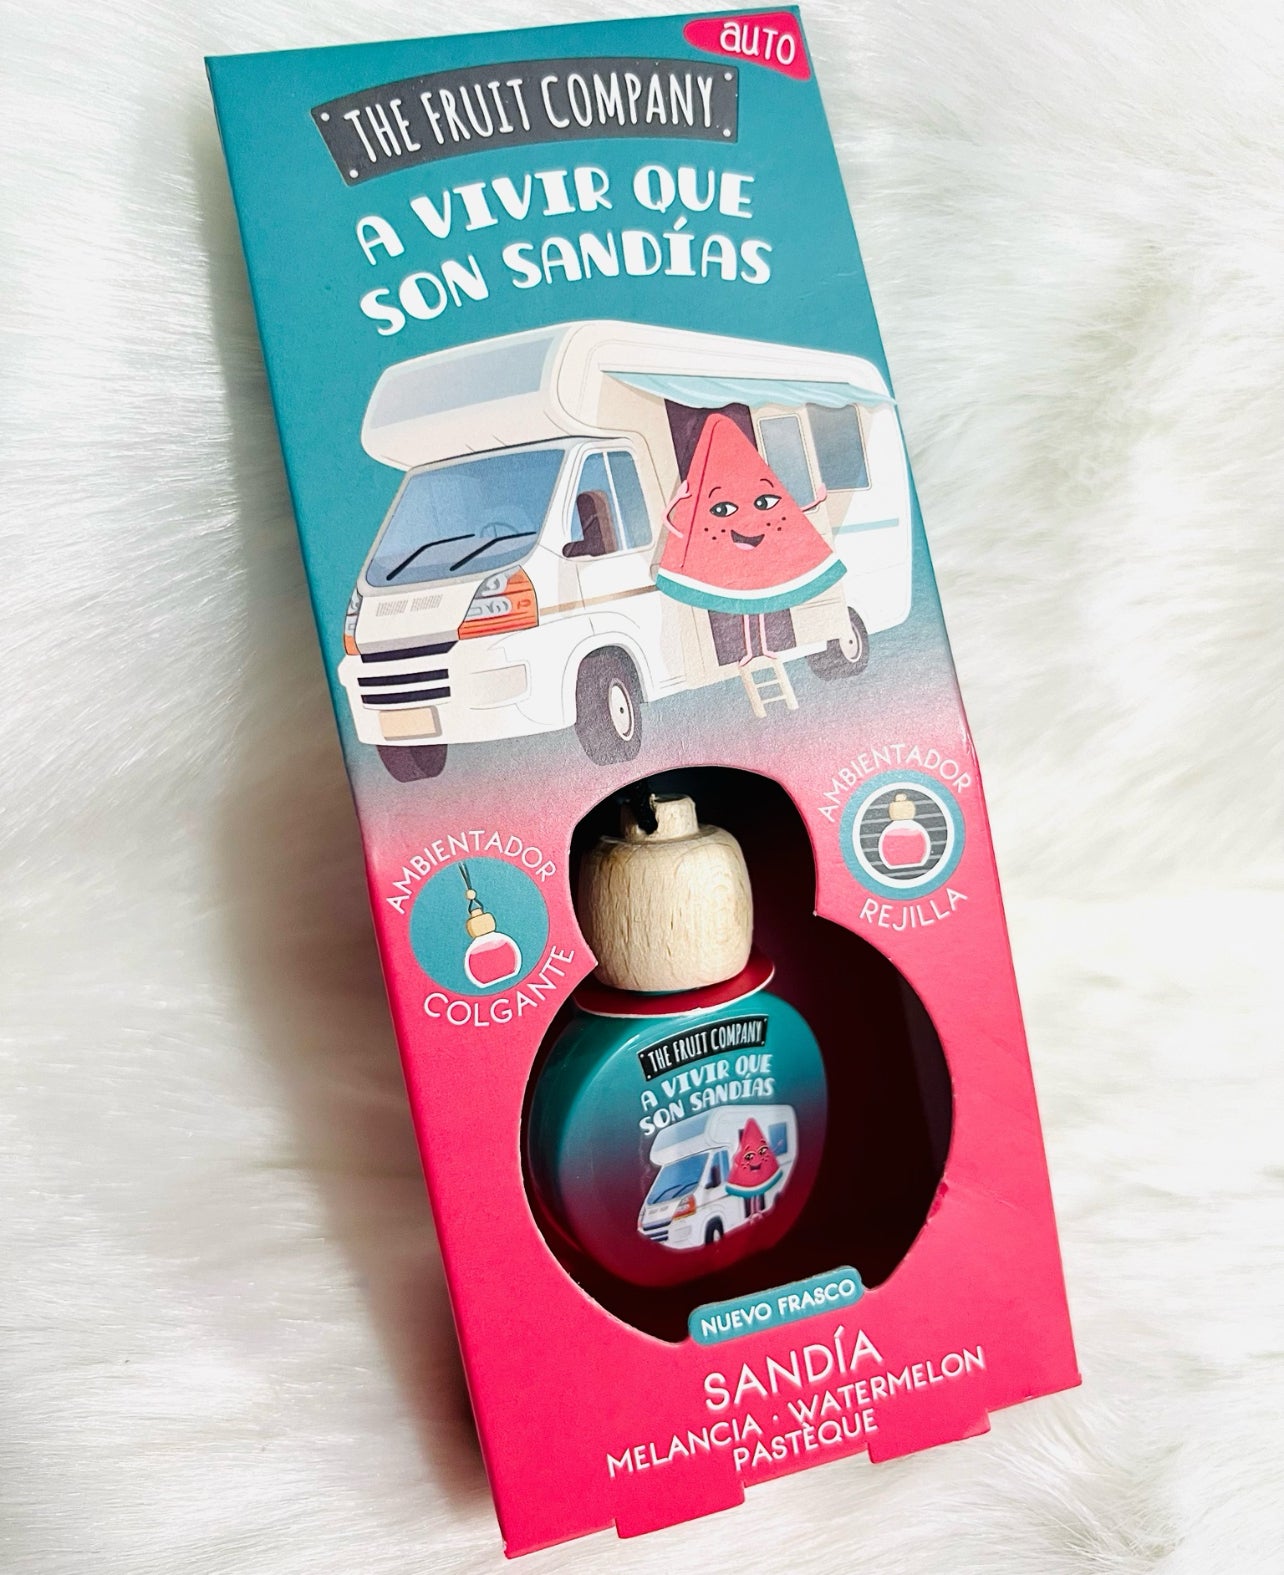 auto
THE FRUIT COMPANY
A VIVIR QUE
SON SANDÍAS
AMBIENTADOR
REJILLA
AMBIENTADOR
COLGANTE
THE FRUIT COMPANY
A VIVIR QUE
SON SANDÍAS
NUEVO FRASCO
SANDÍA
MELANCIA · WATERMELON
PASTÈQUE